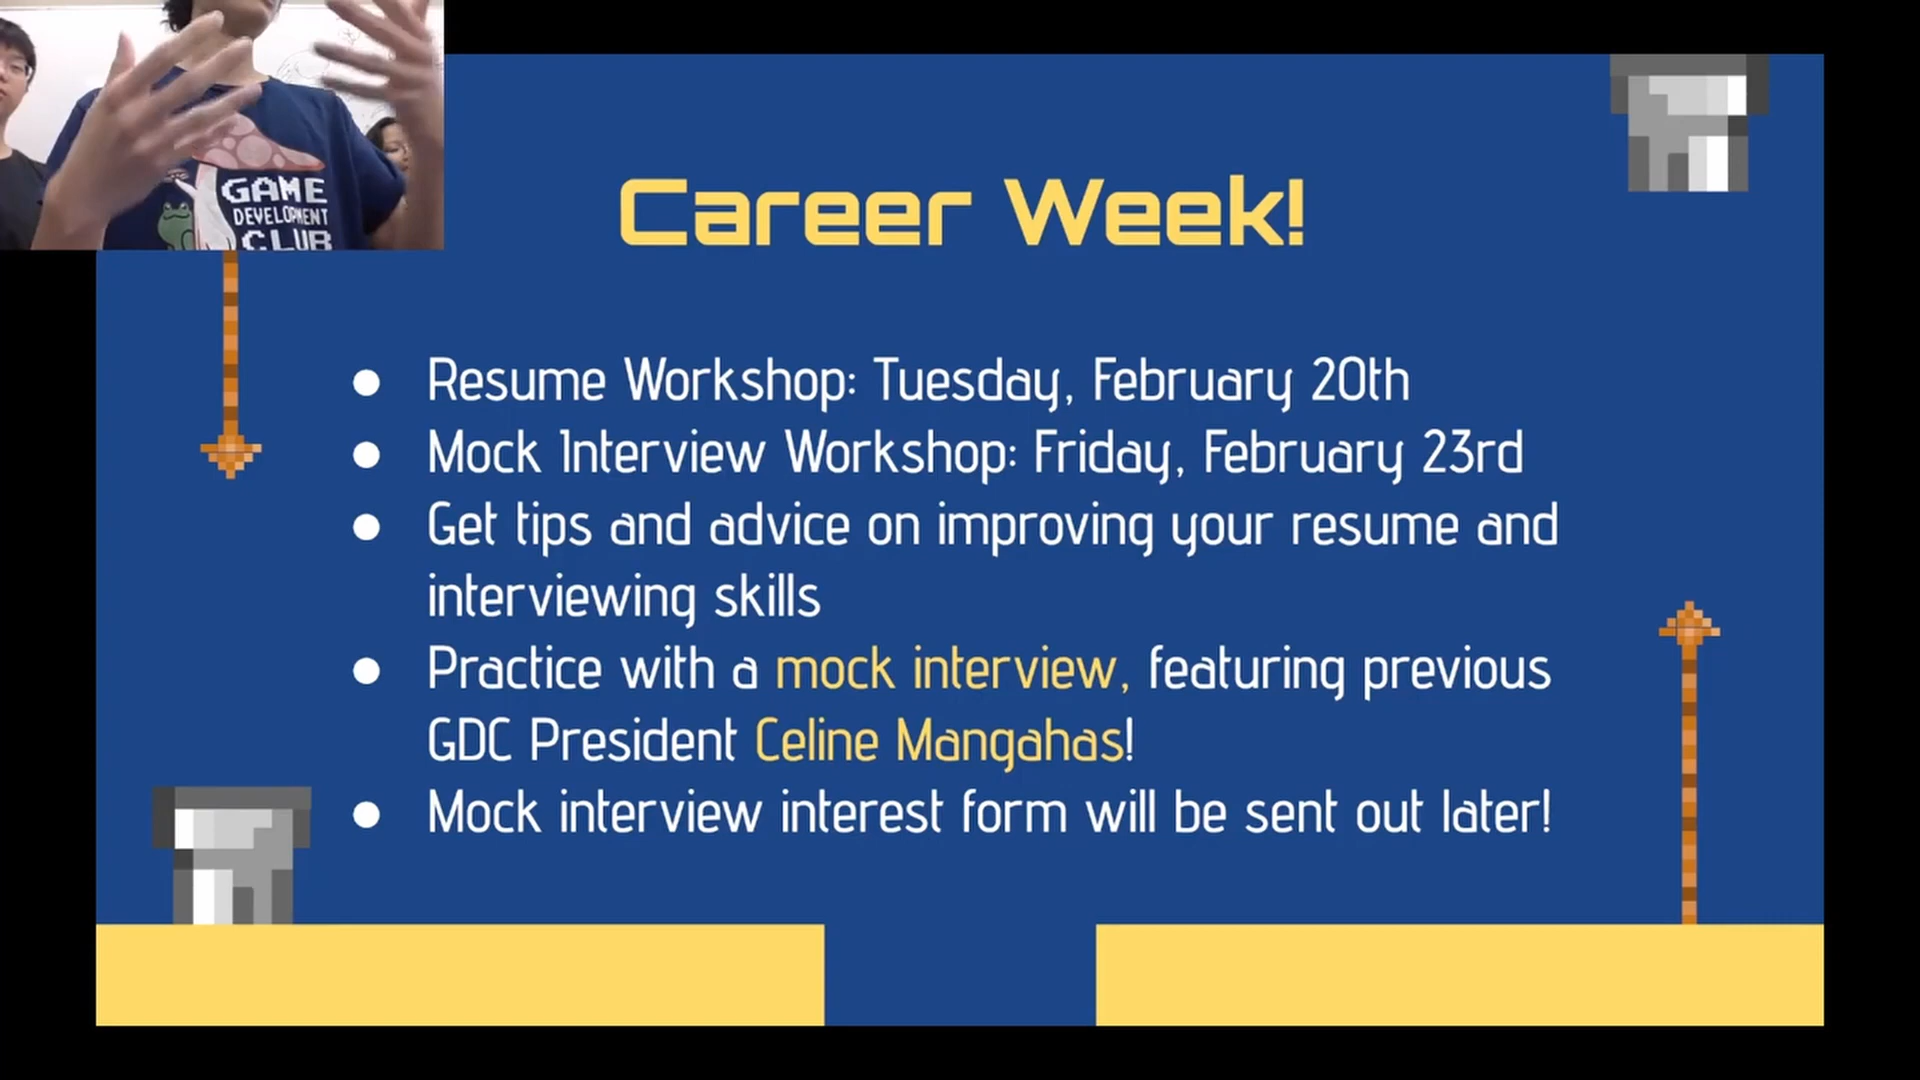 GAME
DEVELOPMENT
CLUB
Career Week!
● Resume Workshop: Tuesday, February 20th
● Mock Interview Workshop: Friday, February 23rd
● Get tips and advice on improving your resume and
interviewing skills
● Practice with a mock interview, featuring previous
GDC President Celine Mangahas!
● Mock interview interest form will be sent out later!